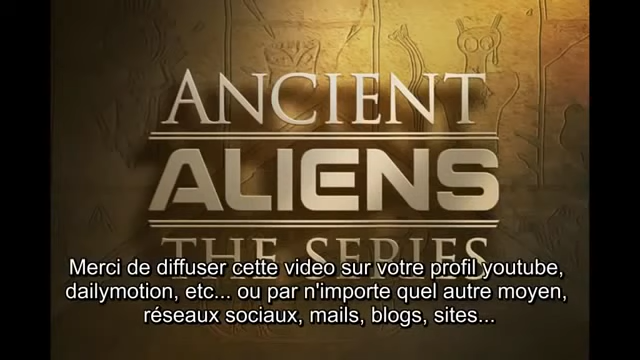 ANCIENT
ALIENS
THE SERIES
Merci de diffuser cette video sur votre profil youtube,
dailymotion, etc... ou par n'importe quel autre moyen,
réseaux sociaux, mails, blogs, sites...